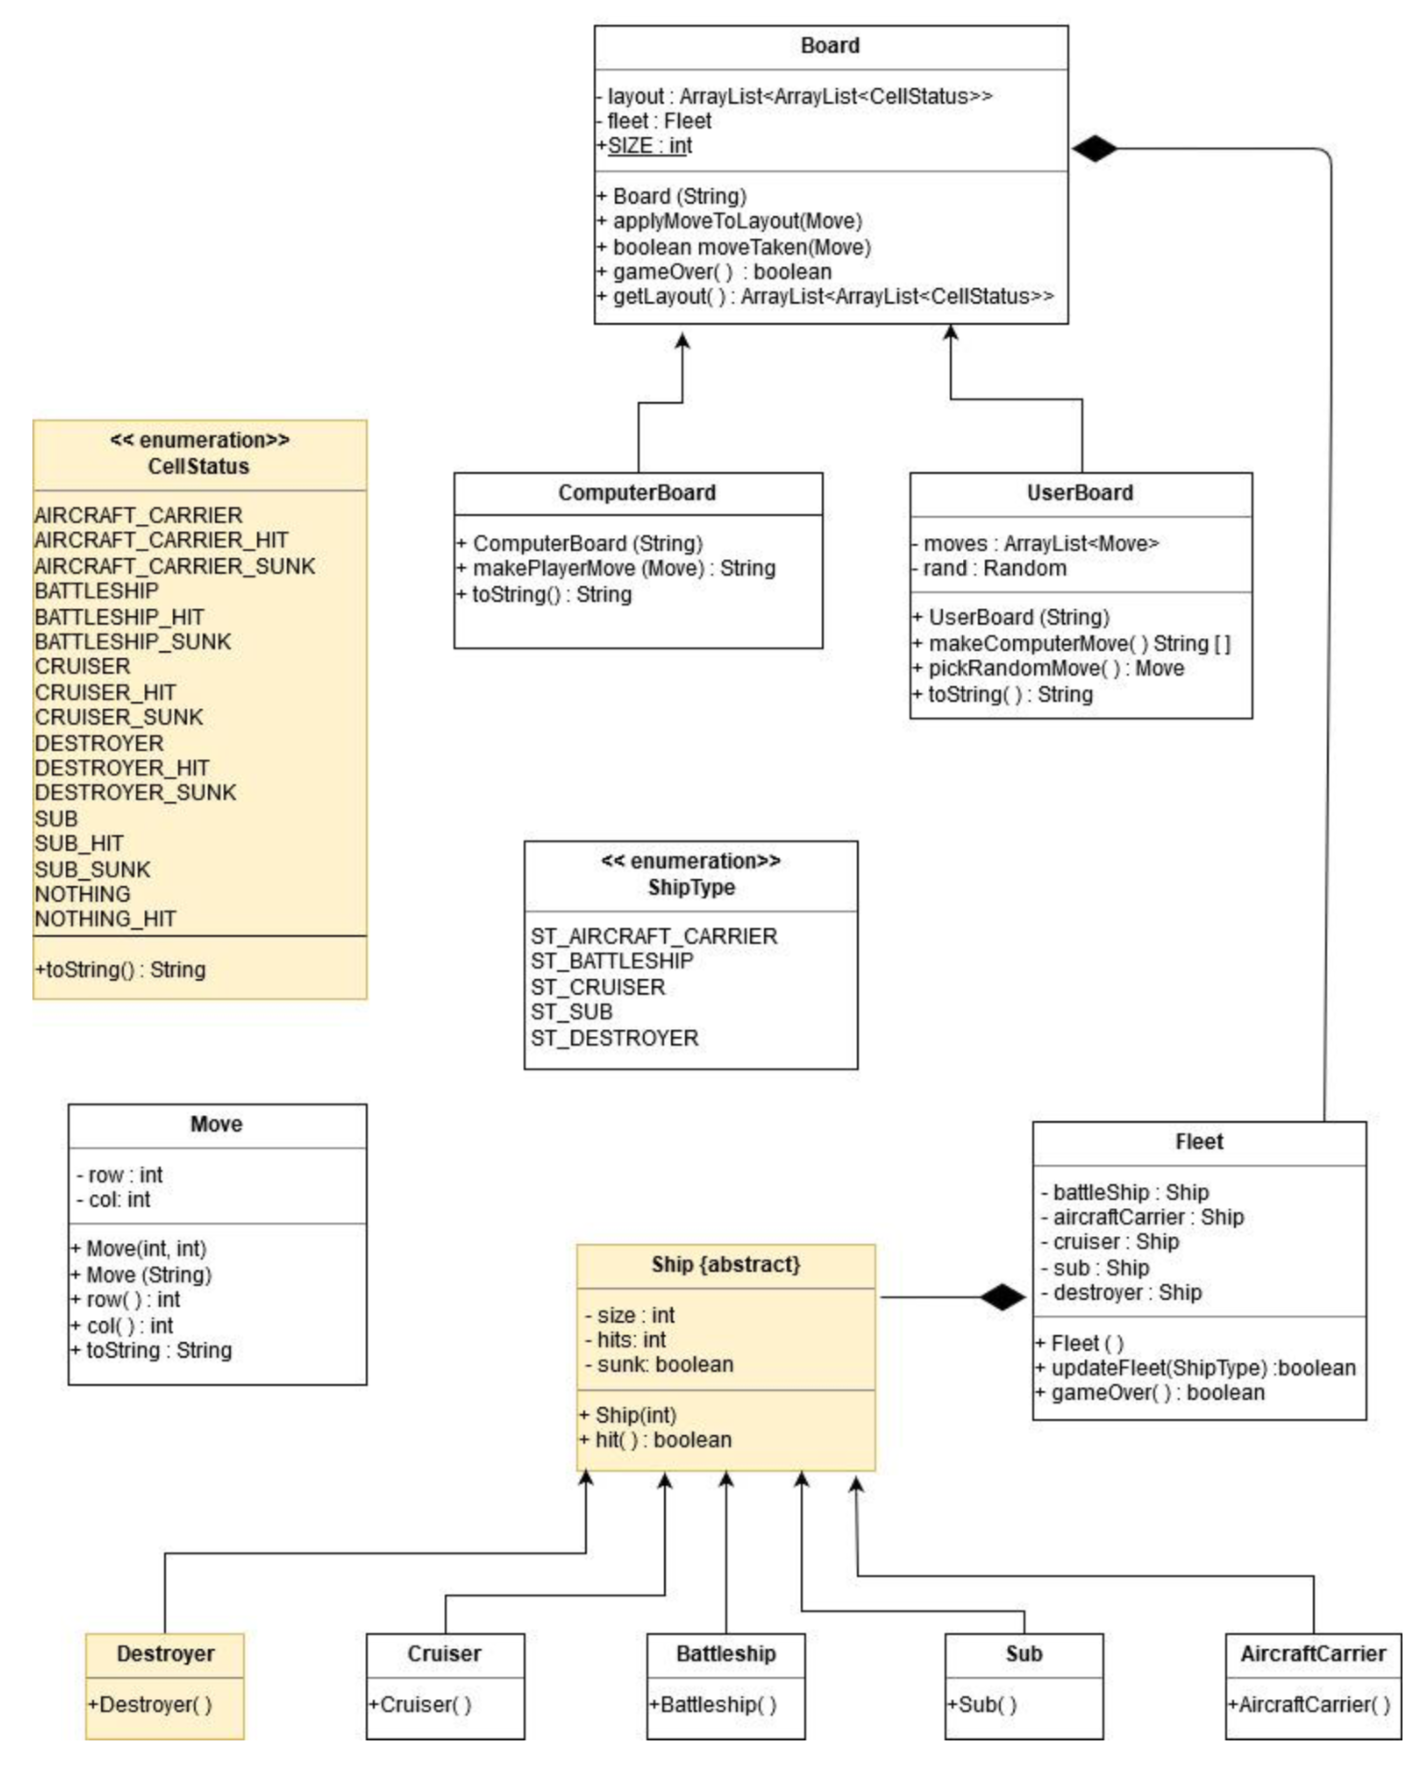 Board
- layout : ArrayList<ArrayList<CellStatus>>
- fleet : Fleet
+SIZE : int
+ Board (String)
+ applyMoveToLayout(Move)
+ boolean moveTaken(Move)
+ gameOver( ) : boolean
+ getLayout( ) : ArrayList<ArrayList<CellStatus>>
<< enumeration>>
CellStatus
AIRCRAFT_CARRIER
AIRCRAFT_CARRIER_HIT
AIRCRAFT_CARRIER_SUNK
BATTLESHIP
BATTLESHIP_HIT
BATTLESHIP_SUNK
CRUISER
CRUISER_HIT
CRUISER_SUNK
DESTROYER
DESTROYER_HIT
DESTROYER_SUNK
SUB
SUB_HIT
SUB_SUNK
NOTHING
NOTHING_HIT
+toString() : String
ComputerBoard
+ ComputerBoard (String)
+ makePlayerMove (Move) : String
+ toString() : String
UserBoard
- moves : ArrayList<Move>
- rand : Random
+ UserBoard (String)
+ makeComputerMove( ) String [ ]
+ pickRandomMove( ) : Move
+ toString( ) : String
<< enumeration>>
ShipType
ST_AIRCRAFT_CARRIER
ST_BATTLESHIP
ST_CRUISER
ST_SUB
ST_DESTROYER
Move
- row : int
- col: int
+ Move(int, int)
+ Move (String)
+ row( ) : int
+ col( ) : int
+ toString : String
Fleet
- battleShip : Ship
- aircraftCarrier : Ship
- cruiser : Ship
- sub : Ship
- destroyer : Ship
+ Fleet ( )
+ updateFleet(ShipType) :boolean
+ gameOver( ) : boolean
Ship {abstract}
- size : int
- hits: int
- sunk: boolean
+ Ship(int)
+ hit( ) : boolean
Destroyer
+Destroyer( )
Cruiser
+Cruiser( )
Battleship
+Battleship( )
Sub
+Sub( )
AircraftCarrier
+AircraftCarrier( )